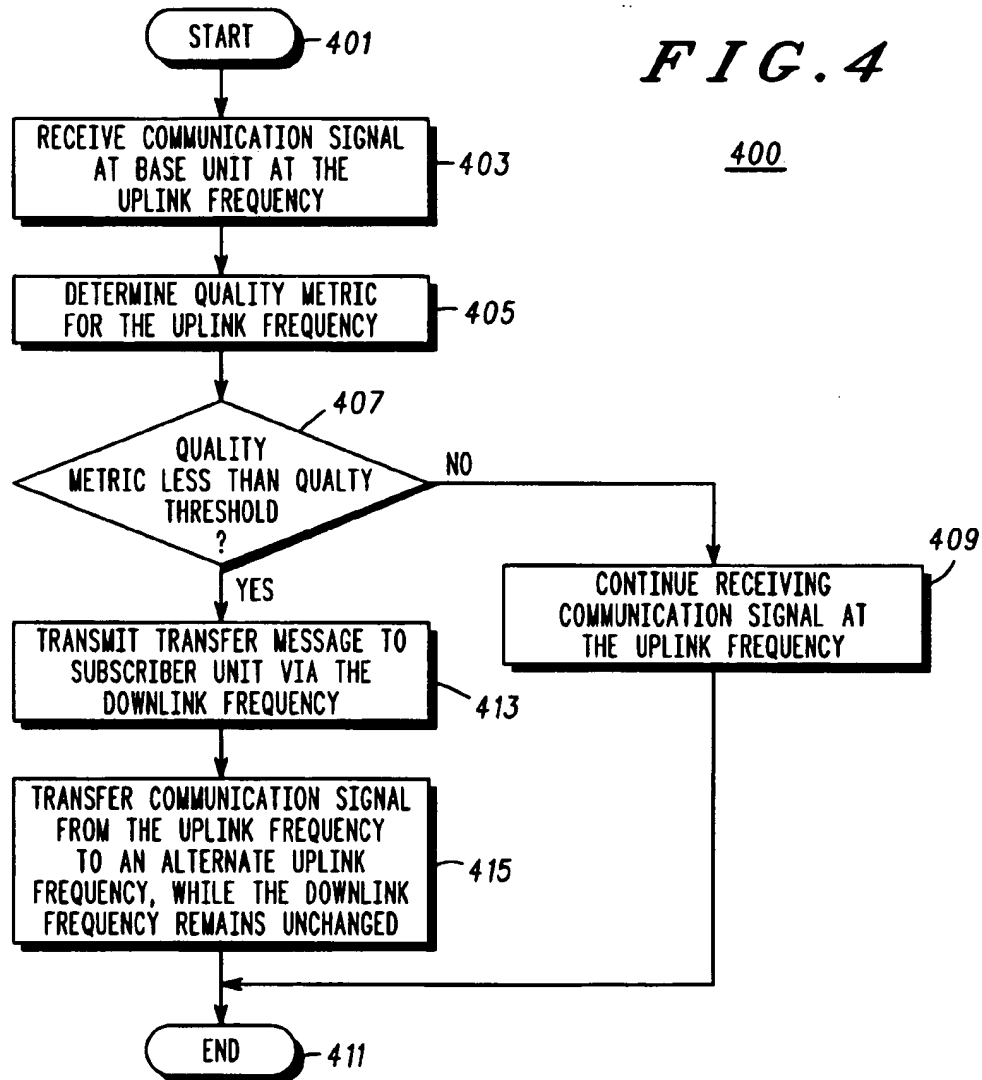 START
401
FIG. 4
400
RECEIVE COMMUNICATION SIGNAL
AT BASE UNIT AT THE
UPLINK FREQUENCY
403
DETERMINE QUALITY METRIC
FOR THE UPLINK FREQUENCY
405
407
QUALITY
METRIC LESS THAN QUALTY
THRESHOLD
?
NO
YES
409
CONTINUE RECEIVING
COMMUNICATION SIGNAL AT
THE UPLINK FREQUENCY
TRANSMIT TRANSFER MESSAGE TO
SUBSCRIBER UNIT VIA THE
DOWNLINK FREQUENCY
413
TRANSFER COMMUNICATION SIGNAL
FROM THE UPLINK FREQUENCY
TO AN ALTERNATE UPLINK
FREQUENCY, WHILE THE DOWNLINK
FREQUENCY REMAINS UNCHANGED
415
END
411